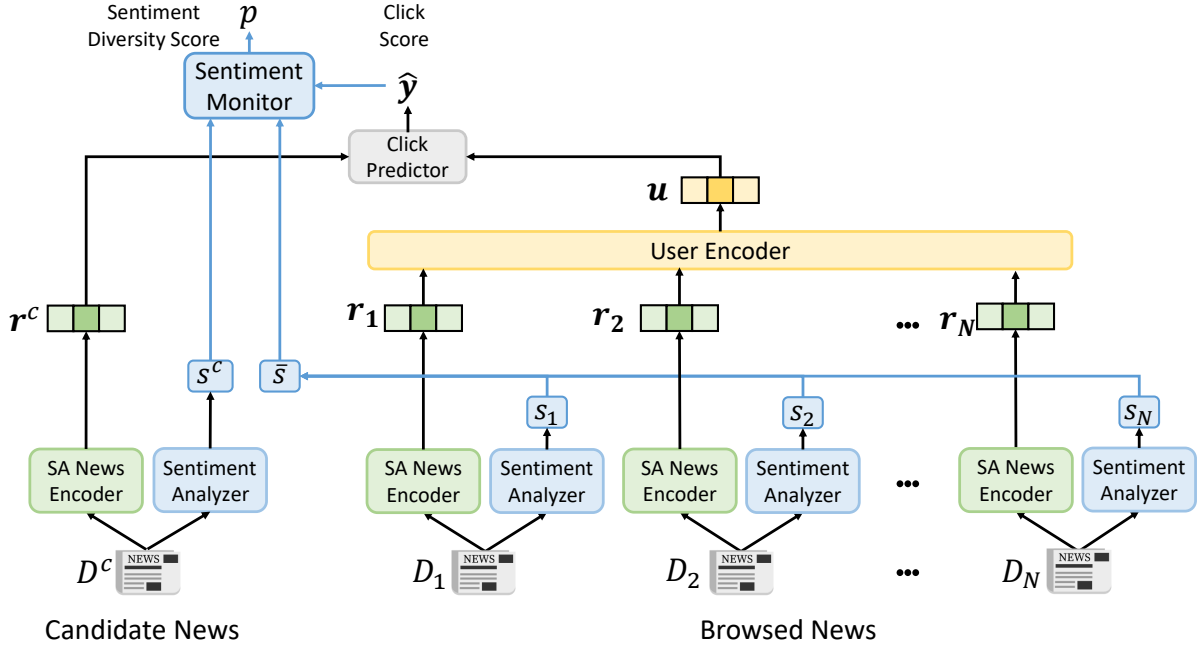 Sentiment
Diversity Score
p
Click
Score
Sentiment
Monitor
ŷ
Click
Predictor
u
User Encoder
r^c
r_1
r_2
...
r_N
s^c
s̄
s_1
s_2
s_N
SA News
Encoder
Sentiment
Analyzer
SA News
Encoder
Sentiment
Analyzer
SA News
Encoder
Sentiment
Analyzer
...
SA News
Encoder
Sentiment
Analyzer
D^c
NEWS
D_1
NEWS
D_2
NEWS
...
D_N
NEWS
Candidate News
Browsed News